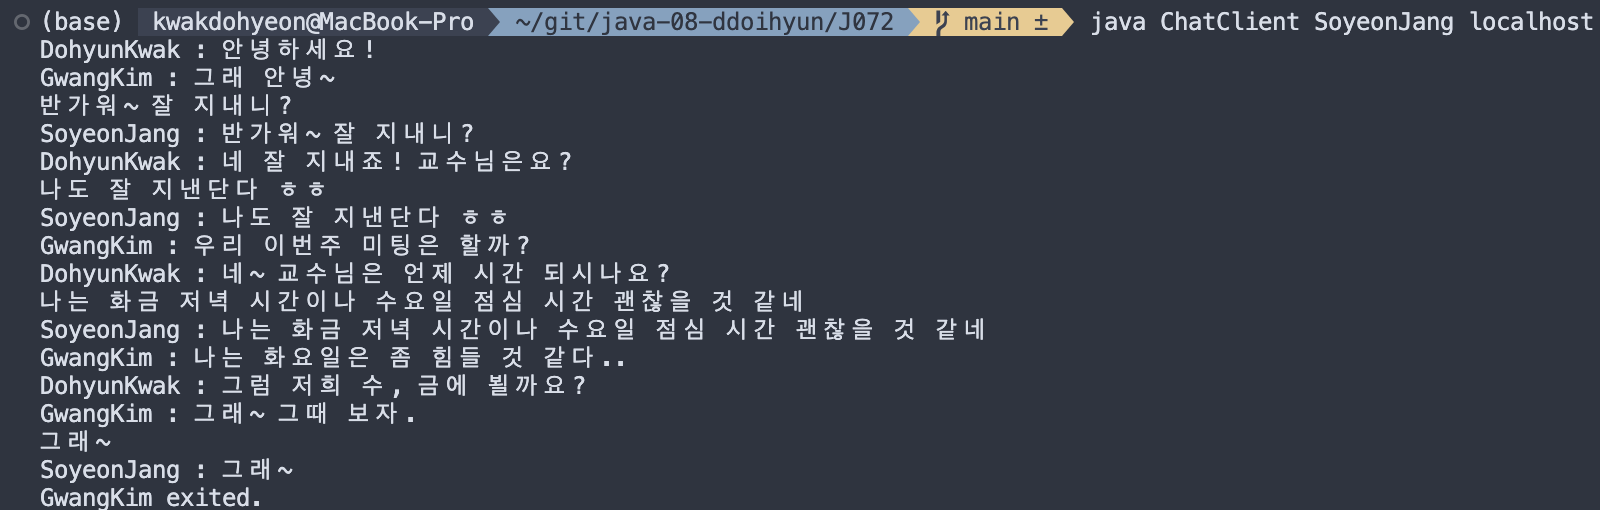 (base) kwakdohyeon@MacBook-Pro ~/git/java-08-ddoihyun/J072 main ± java ChatClient SoyeonJang localhost
DohyunKwak : 안녕하세요!
GwangKim : 그래 안녕~
반가워~ 잘 지내니?
SoyeonJang : 반가워~ 잘 지내니?
DohyunKwak : 네 잘 지내죠! 교수님은요?
나도 잘 지낸단다 ㅎㅎ
SoyeonJang : 나도 잘 지낸단다 ㅎㅎ
GwangKim : 우리 이번주 미팅은 할까?
DohyunKwak : 네~ 교수님은 언제 시간 되시나요?
나는 화금 저녁 시간이나 수요일 점심 시간 괜찮을 것 같네
SoyeonJang : 나는 화금 저녁 시간이나 수요일 점심 시간 괜찮을 것 같네
GwangKim : 나는 화요일은 좀 힘들 것 같다..
DohyunKwak : 그럼 저희 수, 금에 뵐까요?
GwangKim : 그래~ 그때 보자.
그래~
SoyeonJang : 그래~
GwangKim exited.